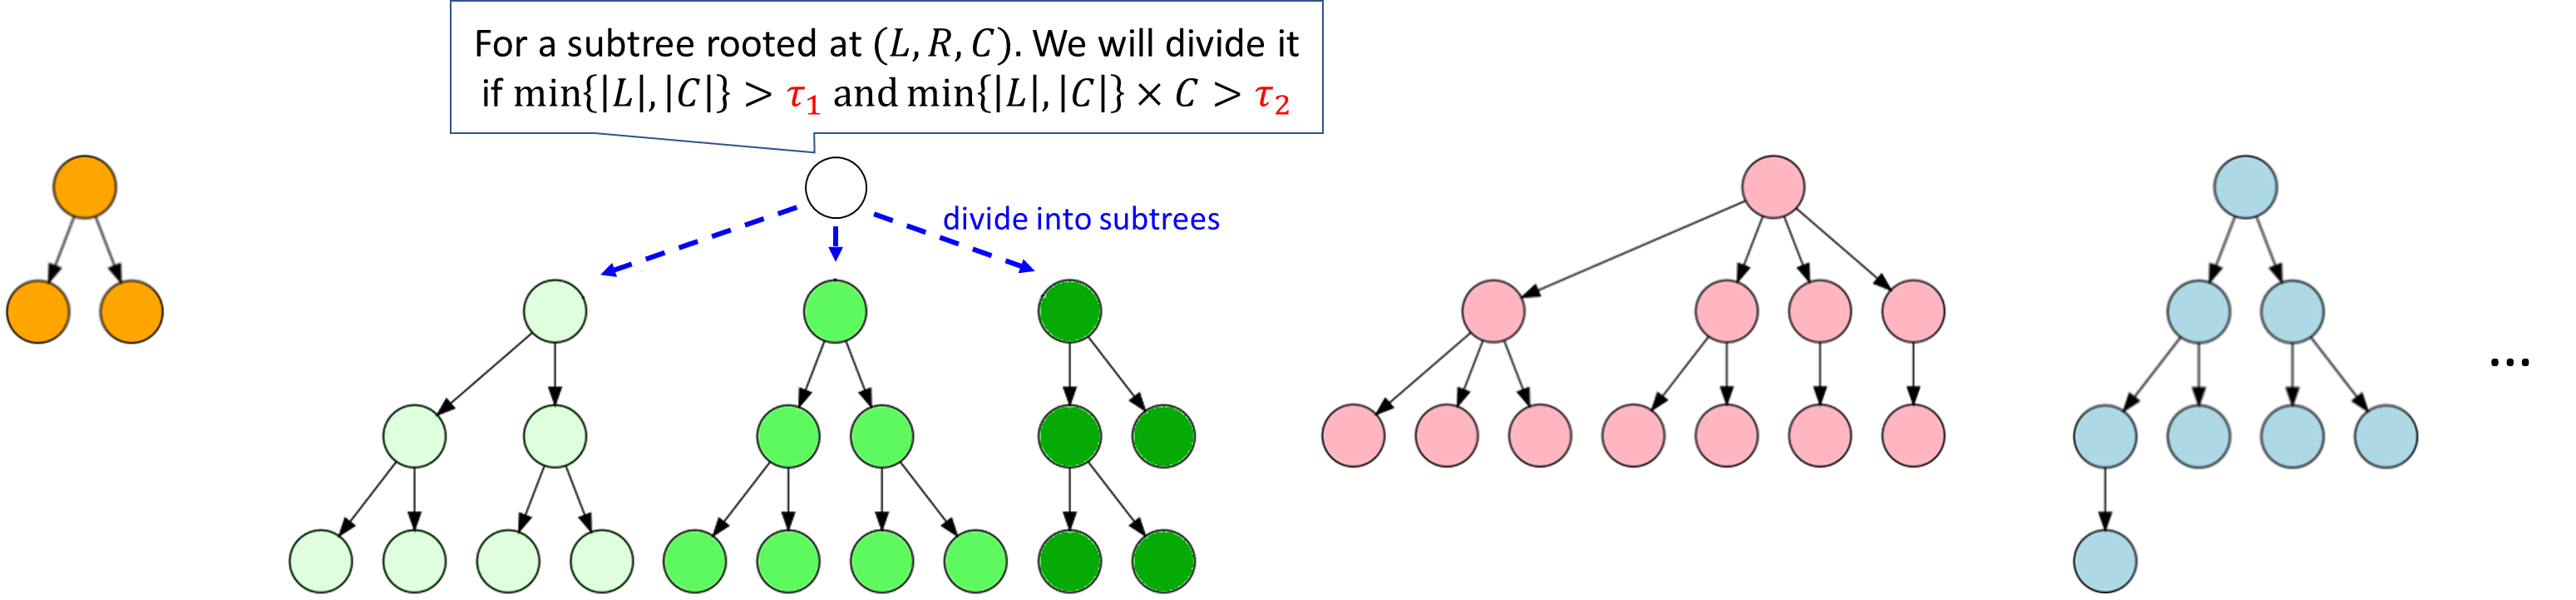 For a subtree rooted at (L, R, C). We will divide it
if min{|L|, |C|} > τ₁ and min{|L|, |C|} × C > τ₂
divide into subtrees
...